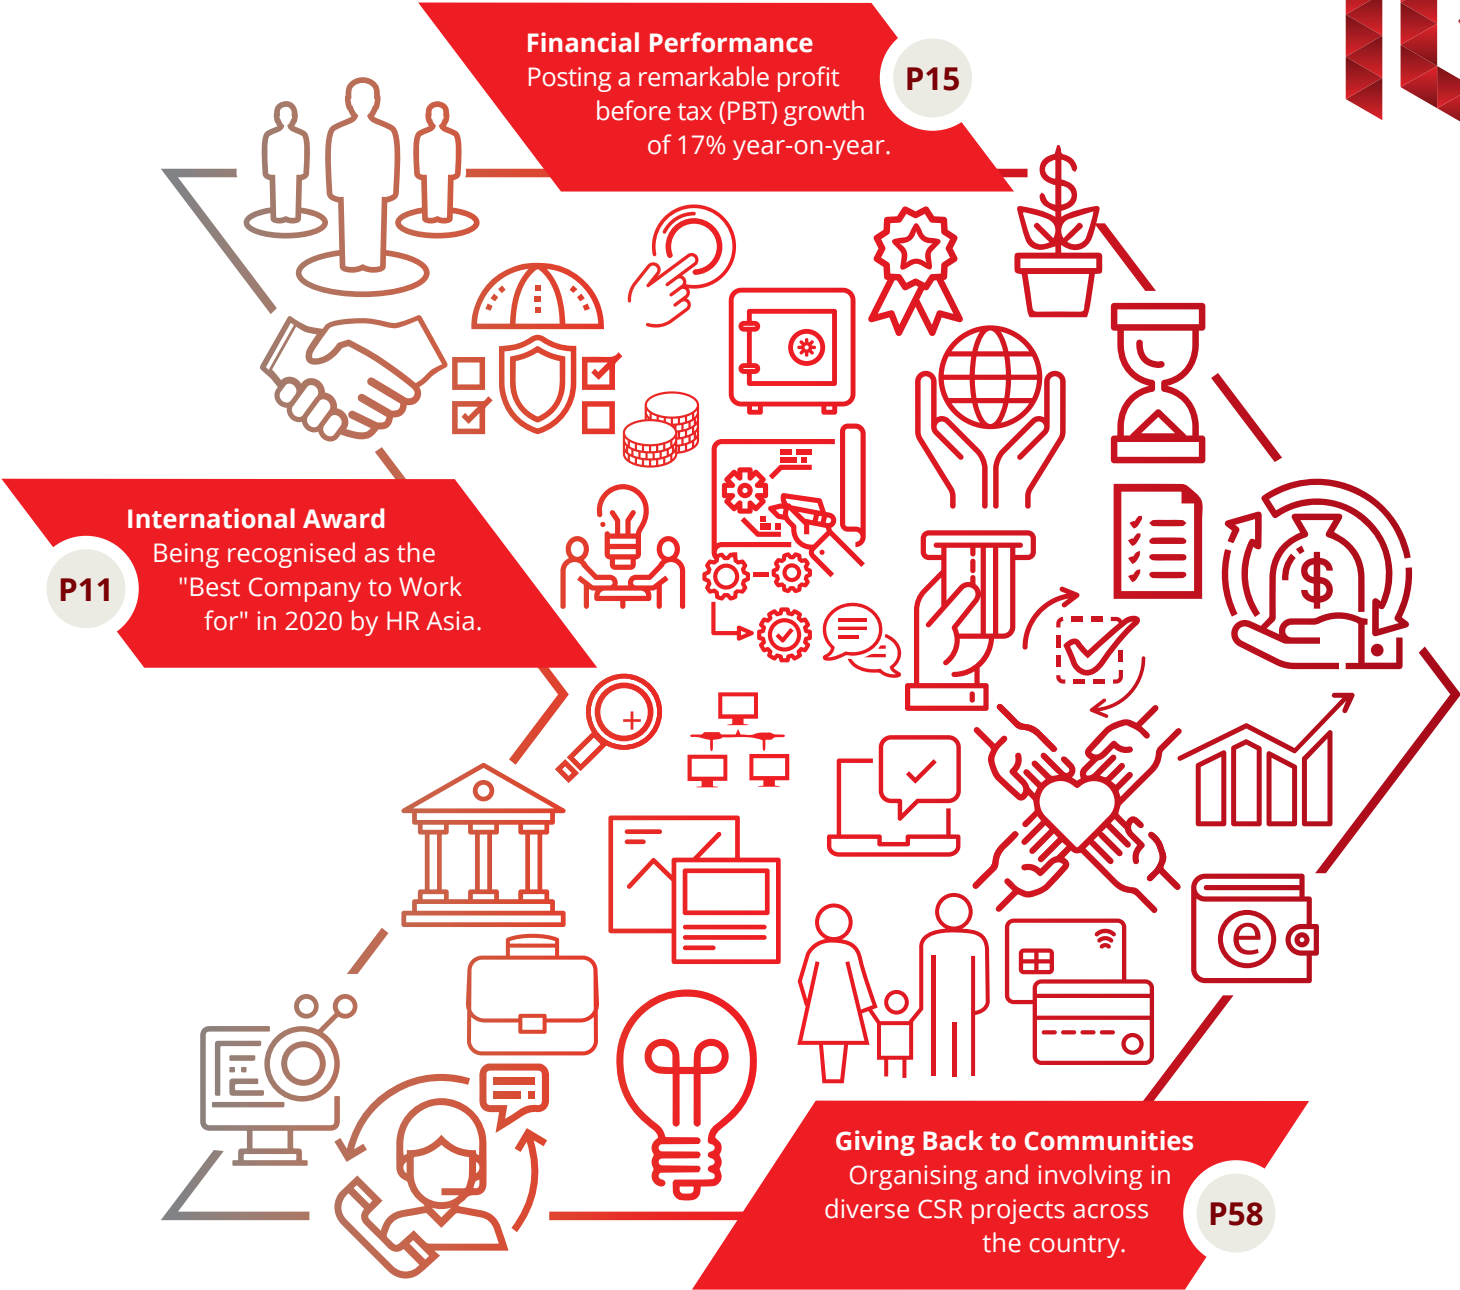 Financial Performance
Posting a remarkable profit
before tax (PBT) growth
of 17% year-on-year.
P15
$
$
International Award
Being recognised as the
"Best Company to Work
for" in 2020 by HR Asia.
P11
e
Giving Back to Communities
Organising and involving in
diverse CSR projects across
the country.
P58